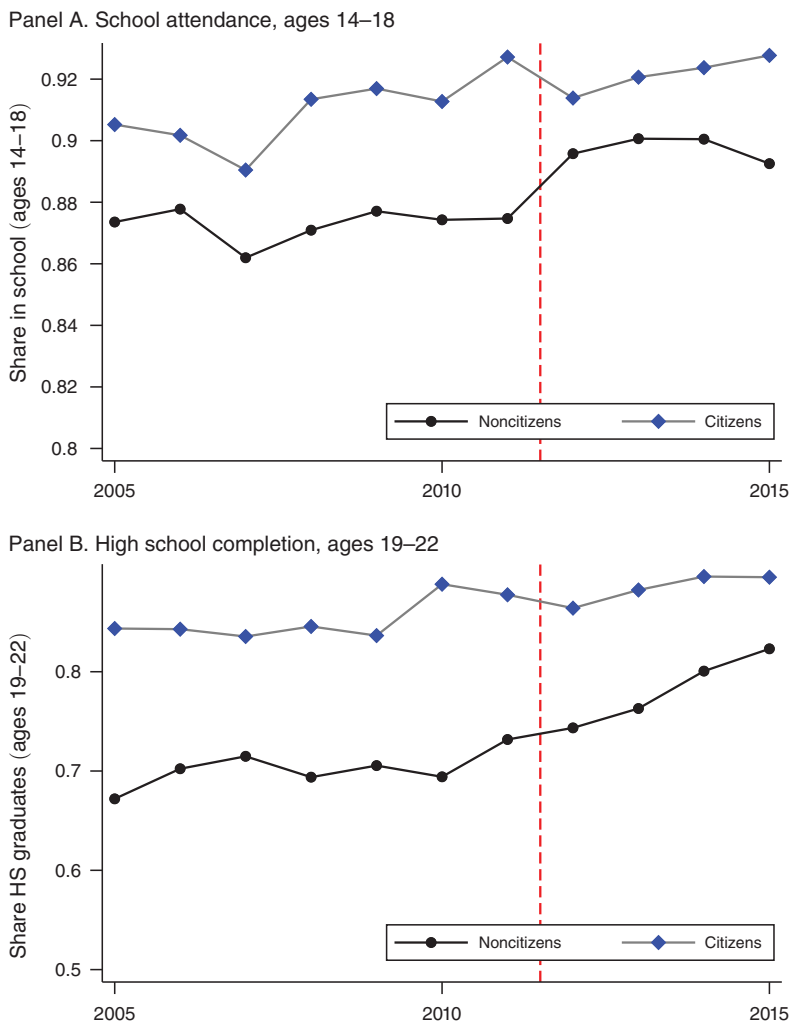 Panel A. School attendance, ages 14–18
Share in school (ages 14–18)
0.92
0.9
0.88
0.86
0.84
0.82
0.8
Noncitizens
Citizens
2005
2010
2015
Panel B. High school completion, ages 19–22
Share HS graduates (ages 19–22)
0.8
0.7
0.6
0.5
Noncitizens
Citizens
2005
2010
2015